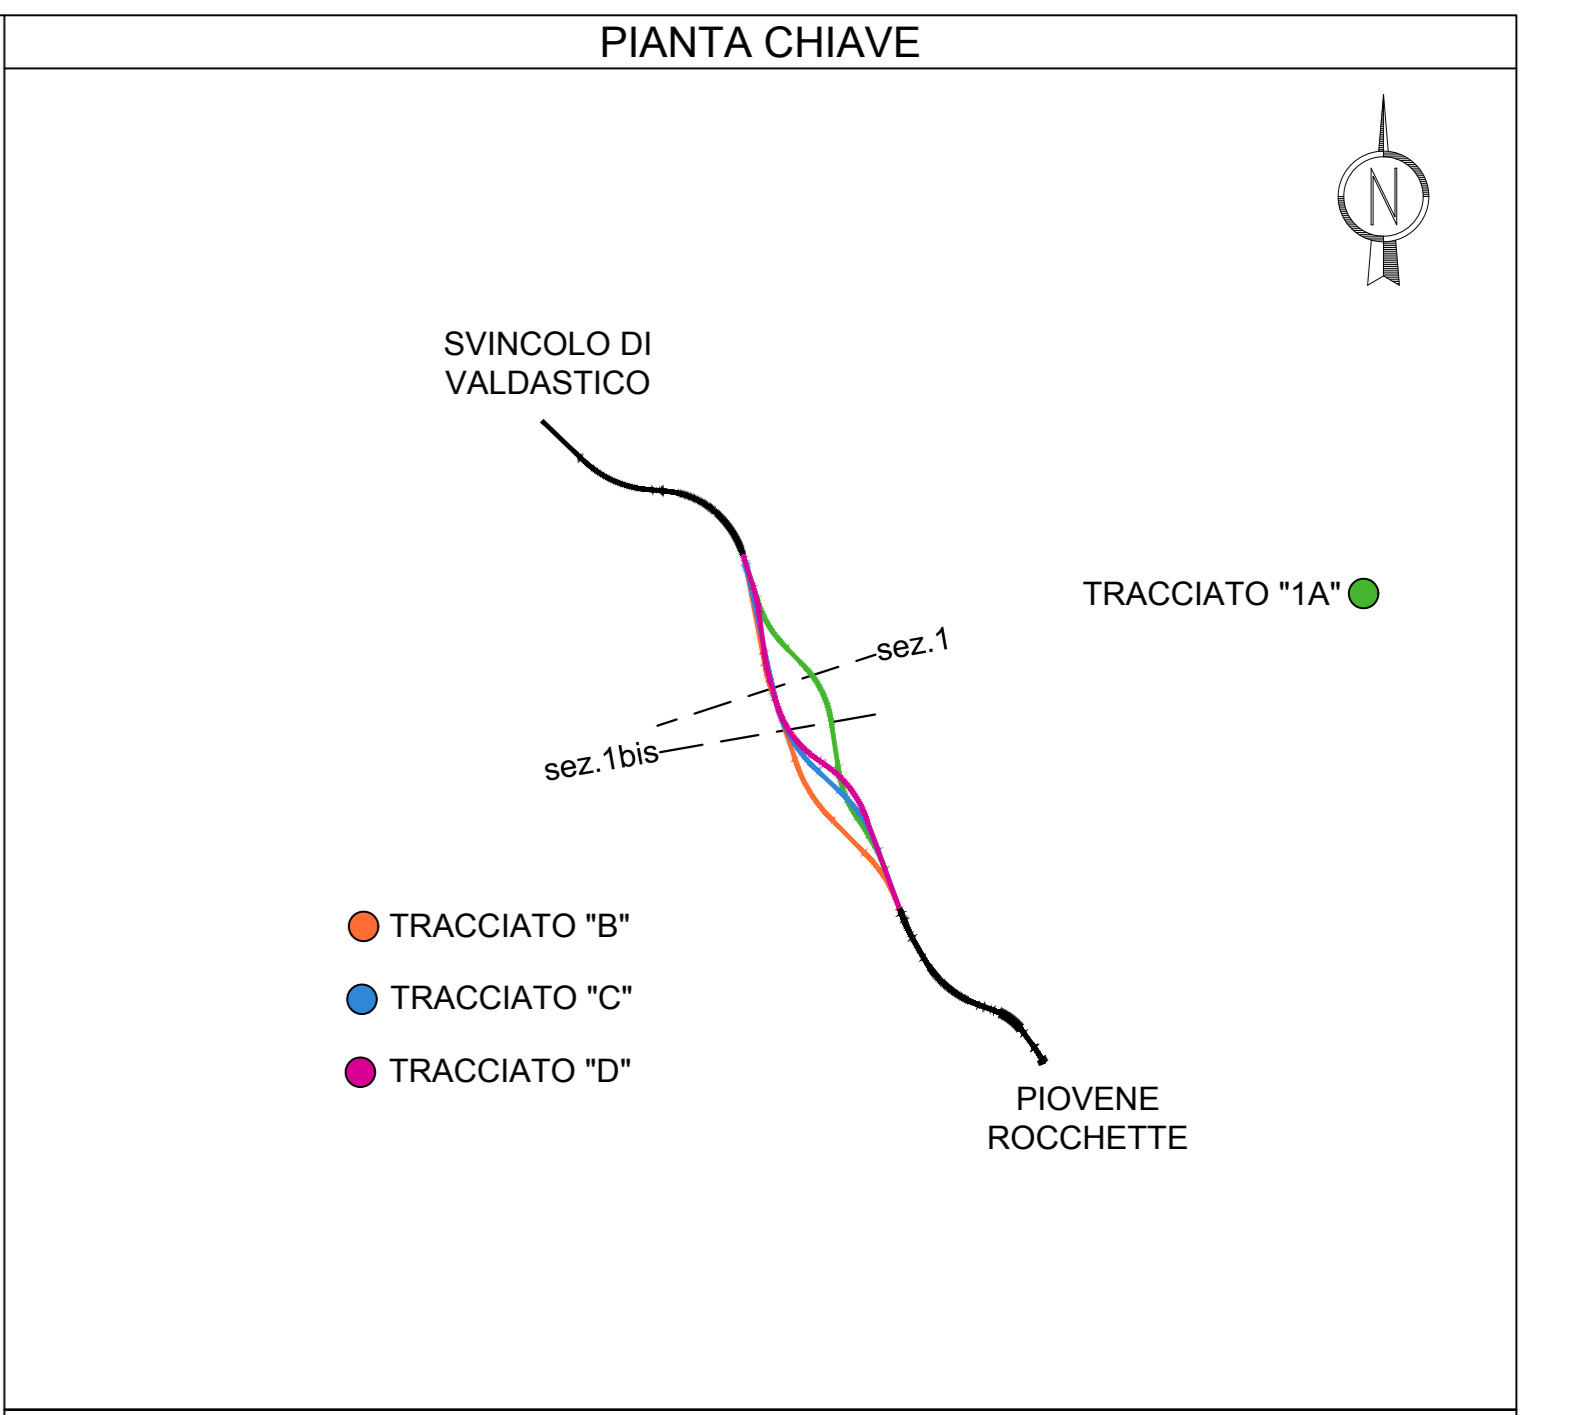 PIANTA CHIAVE
N
SVINCOLO DI
VALDASTICO
TRACCIATO "1A"
sez.1
sez.1bis
TRACCIATO "B"
TRACCIATO "C"
TRACCIATO "D"
PIOVENE
ROCCHETTE